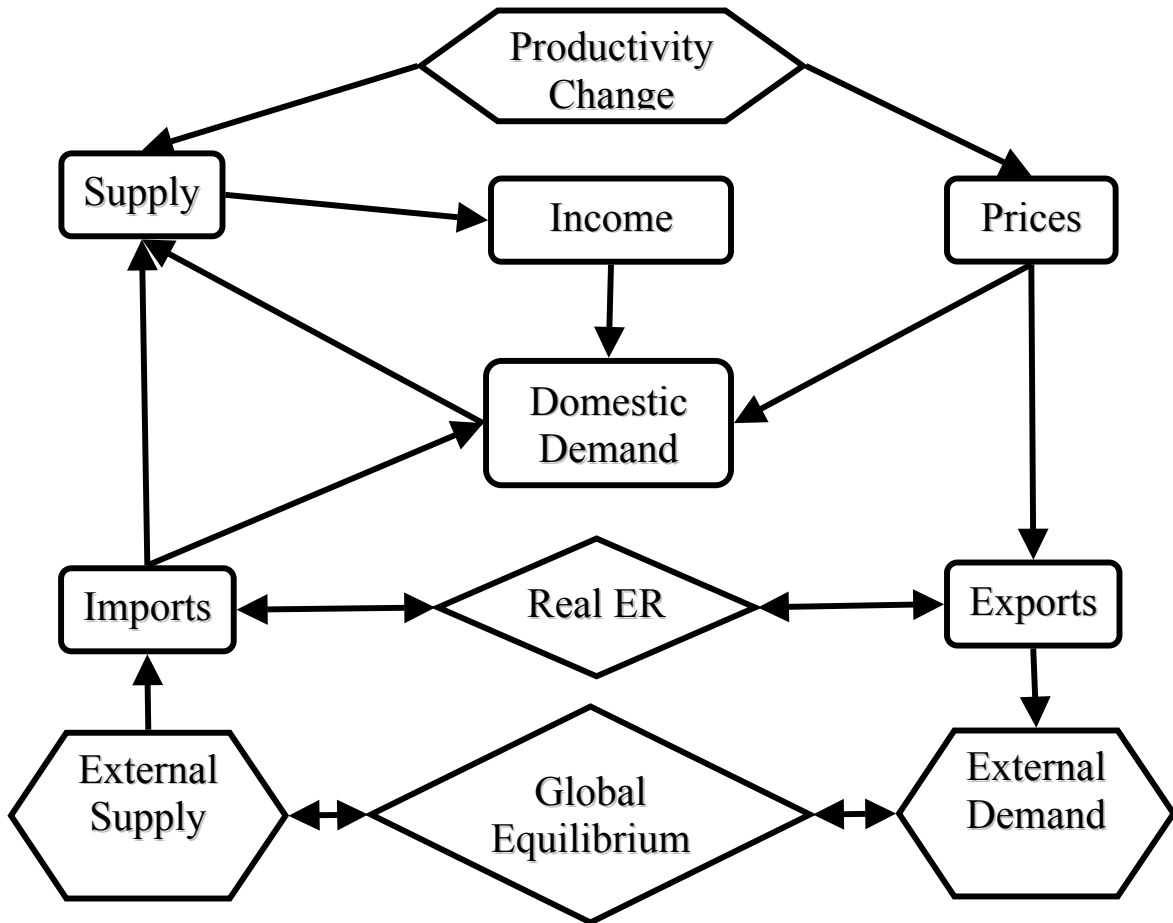 Productivity
Change
Supply
Income
Prices
Domestic
Demand
Imports
Real ER
Exports
External
Supply
Global
Equilibrium
External
Demand